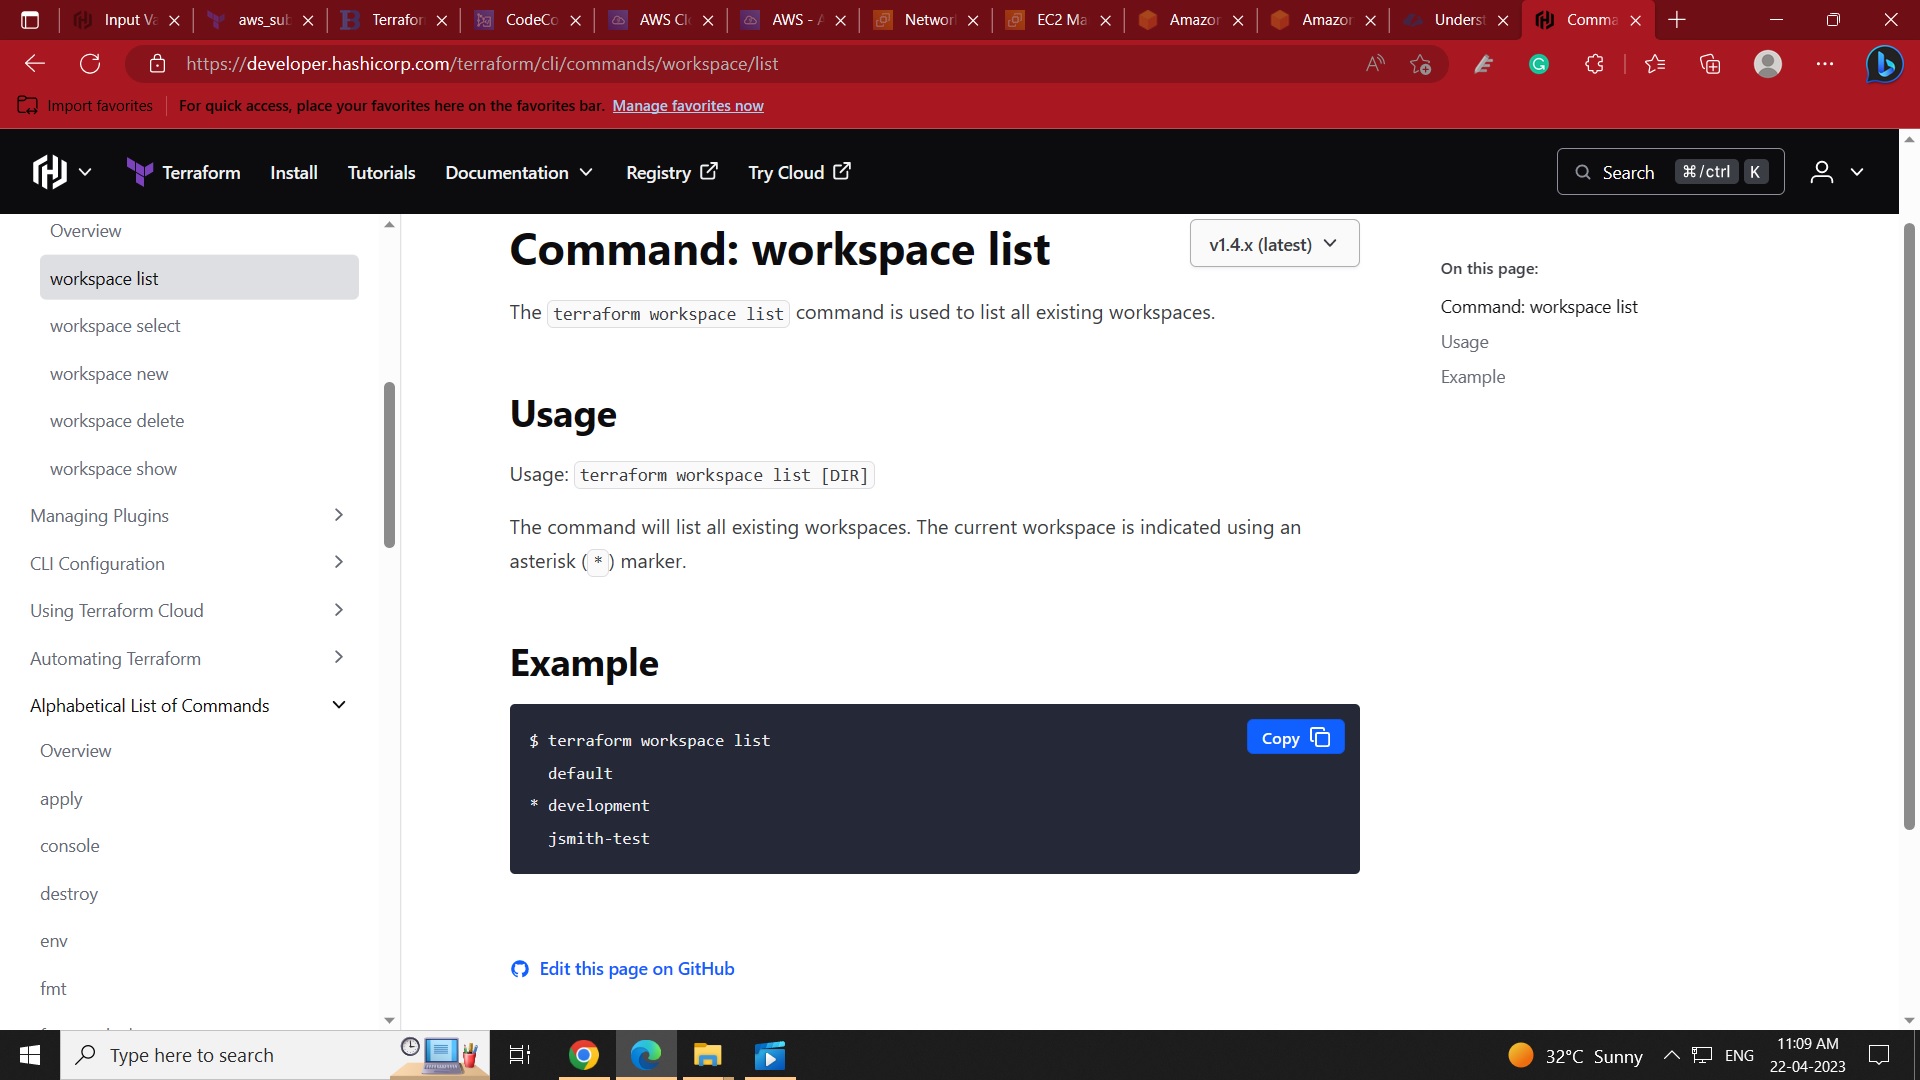 Input Va
aws_sub
Terraform
CodeCo
AWS Cl
AWS - A
Network
EC2 Ma
Amazon
Amazon
Underst
Comma
https://developer.hashicorp.com/terraform/cli/commands/workspace/list
Import favorites
For quick access, place your favorites here on the favorites bar. Manage favorites now
Terraform Install Tutorials Documentation Registry Try Cloud
Search ⌘/ctrl K
Overview
workspace list
workspace select
workspace new
workspace delete
workspace show
Managing Plugins
CLI Configuration
Using Terraform Cloud
Automating Terraform
Alphabetical List of Commands
Overview
apply
console
destroy
env
fmt
Command: workspace list
v1.4.x (latest)
The terraform workspace list command is used to list all existing workspaces.
Usage
Usage: terraform workspace list [DIR]
The command will list all existing workspaces. The current workspace is indicated using an
asterisk ( * ) marker.
Example
$ terraform workspace list
default
* development
jsmith-test
Copy
Edit this page on GitHub
On this page:
Command: workspace list
Usage
Example
Type here to search
32°C Sunny
ENG
11:09 AM
22-04-2023